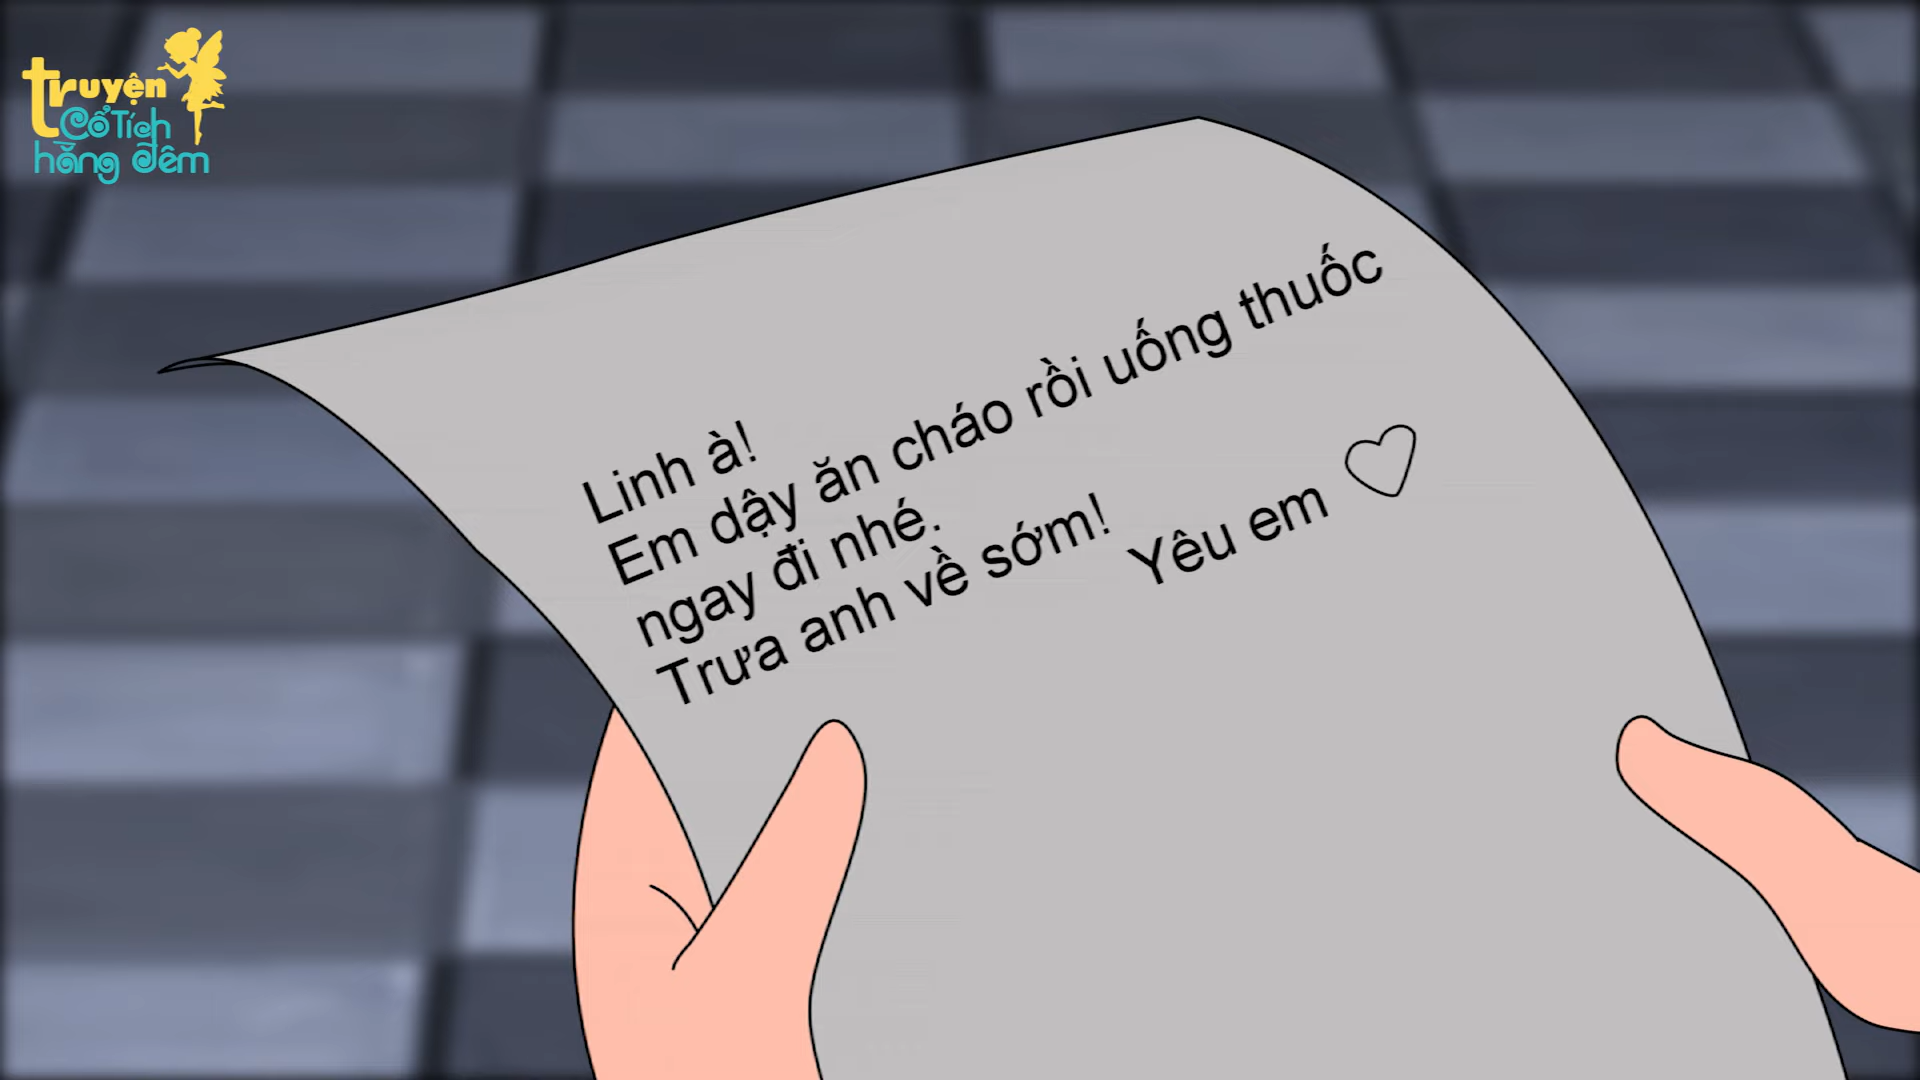 truyện
Cổ Tích
hằng đêm
Linh à!
Em dậy ăn cháo rồi uống thuốc
ngay đi nhé.
Trưa anh về sớm!
Yêu em